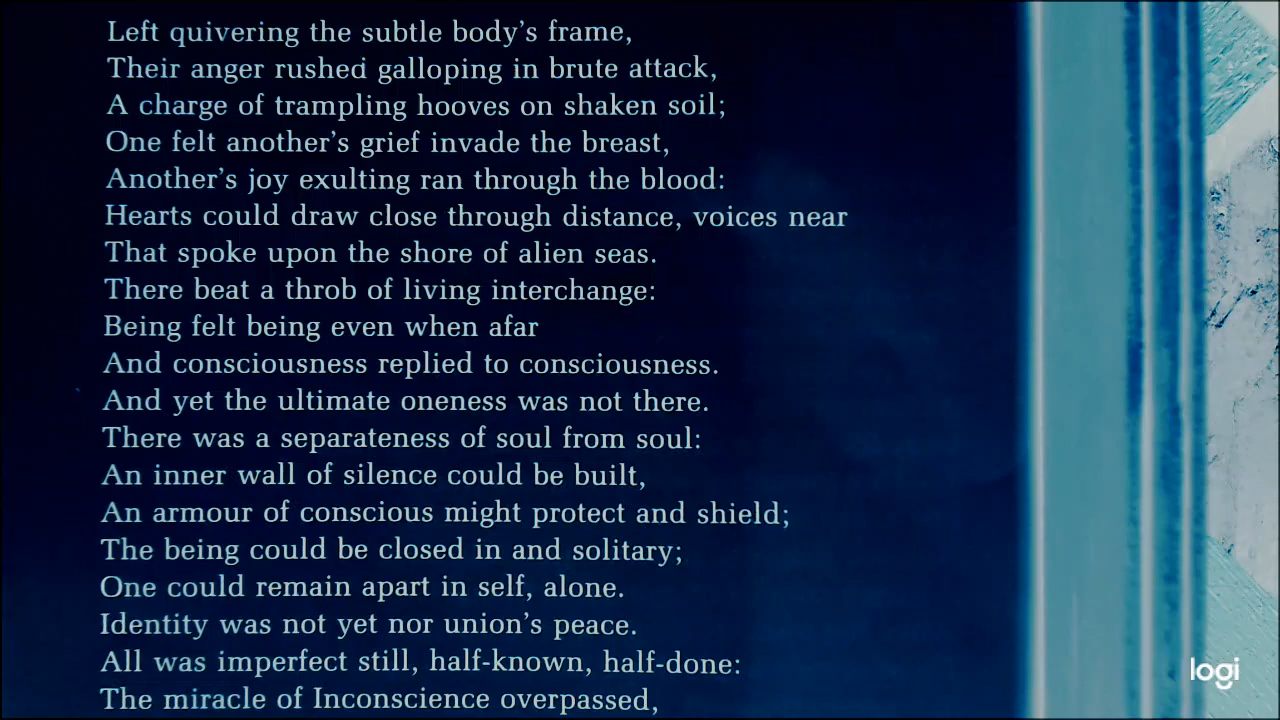 Left quivering the subtle body’s frame,
Their anger rushed galloping in brute attack,
A charge of trampling hooves on shaken soil;
One felt another’s grief invade the breast,
Another’s joy exulting ran through the blood:
Hearts could draw close through distance, voices near
That spoke upon the shore of alien seas.
There beat a throb of living interchange:
Being felt being even when afar
And consciousness replied to consciousness.
And yet the ultimate oneness was not there.
There was a separateness of soul from soul:
An inner wall of silence could be built,
An armour of conscious might protect and shield;
The being could be closed in and solitary;
One could remain apart in self, alone.
Identity was not yet nor union’s peace.
All was imperfect still, half-known, half-done:
The miracle of Inconscience overpassed,
logi